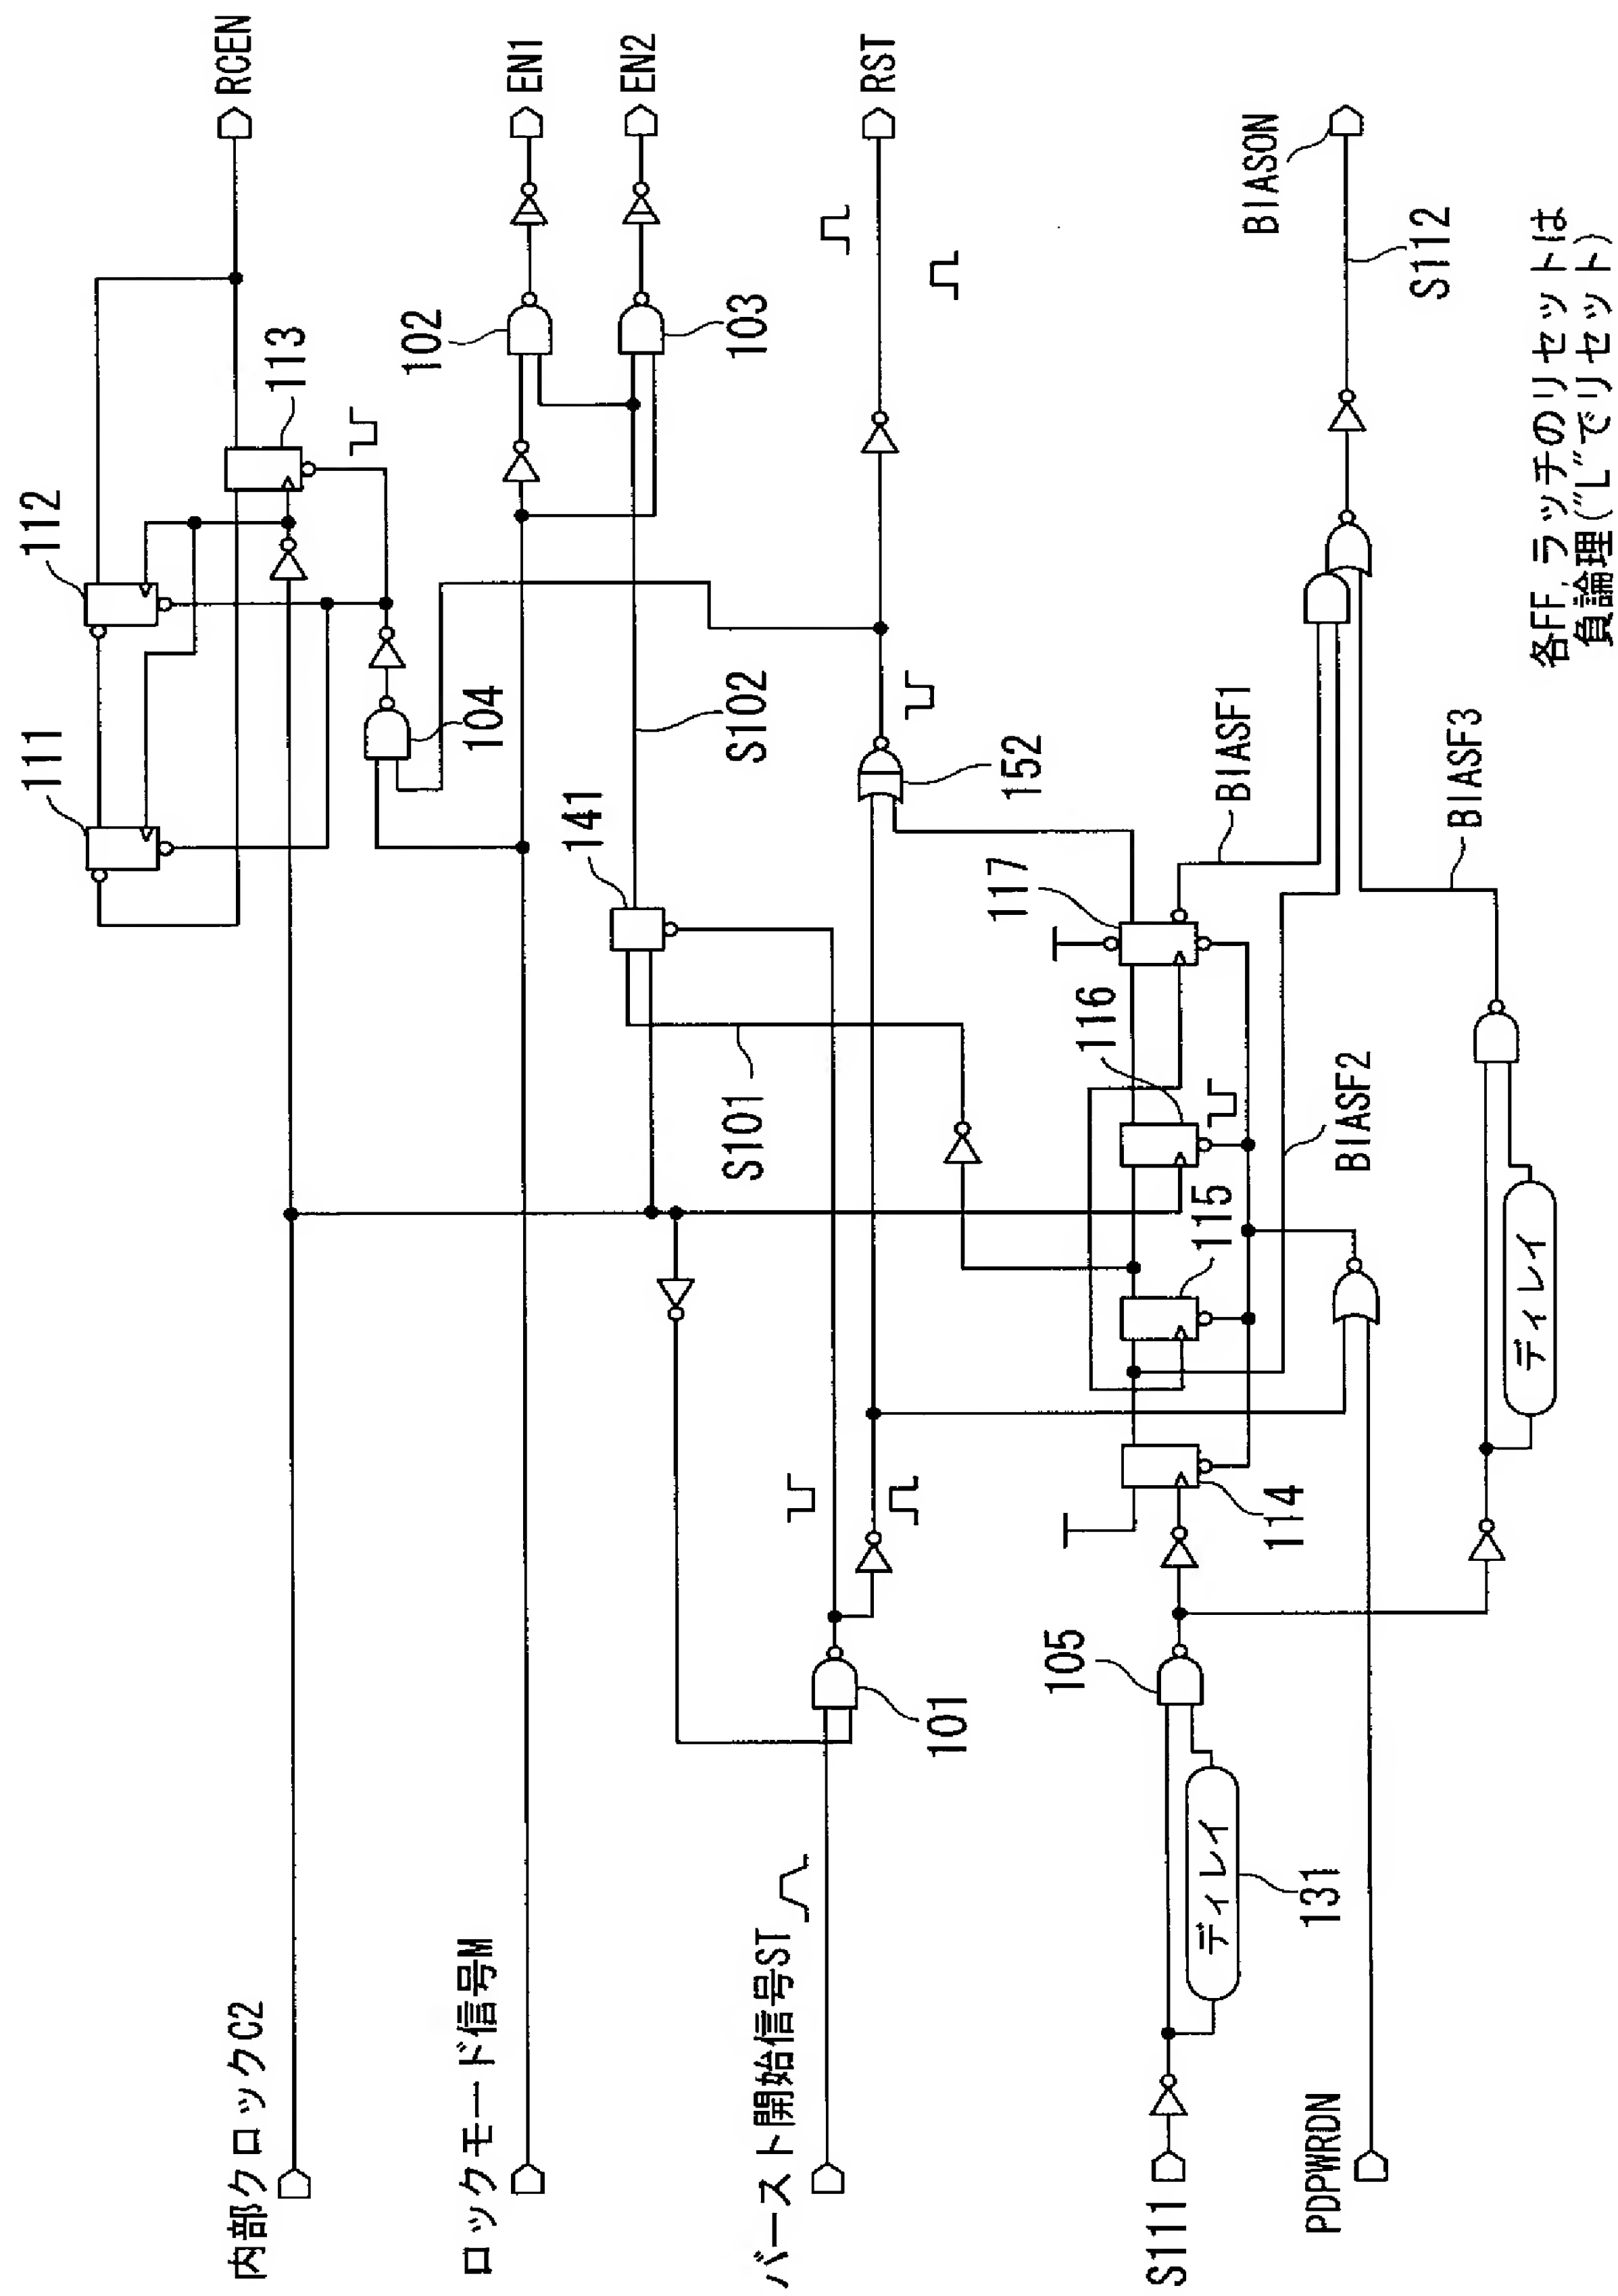 内部クロックC2
ロックモード信号M
バースト開始信号ST
S111
PDPWRDN
RCEN
EN1
EN2
RST
BIASON
S112
111
112
113
104
102
103
141
S102
S101
101
152
105
ディレイ
131
114
115
116
117
BIASF1
BIASF2
BIASF3
ディレイ
各FF,ラッチのリセットは
負論理("L"でリセット)